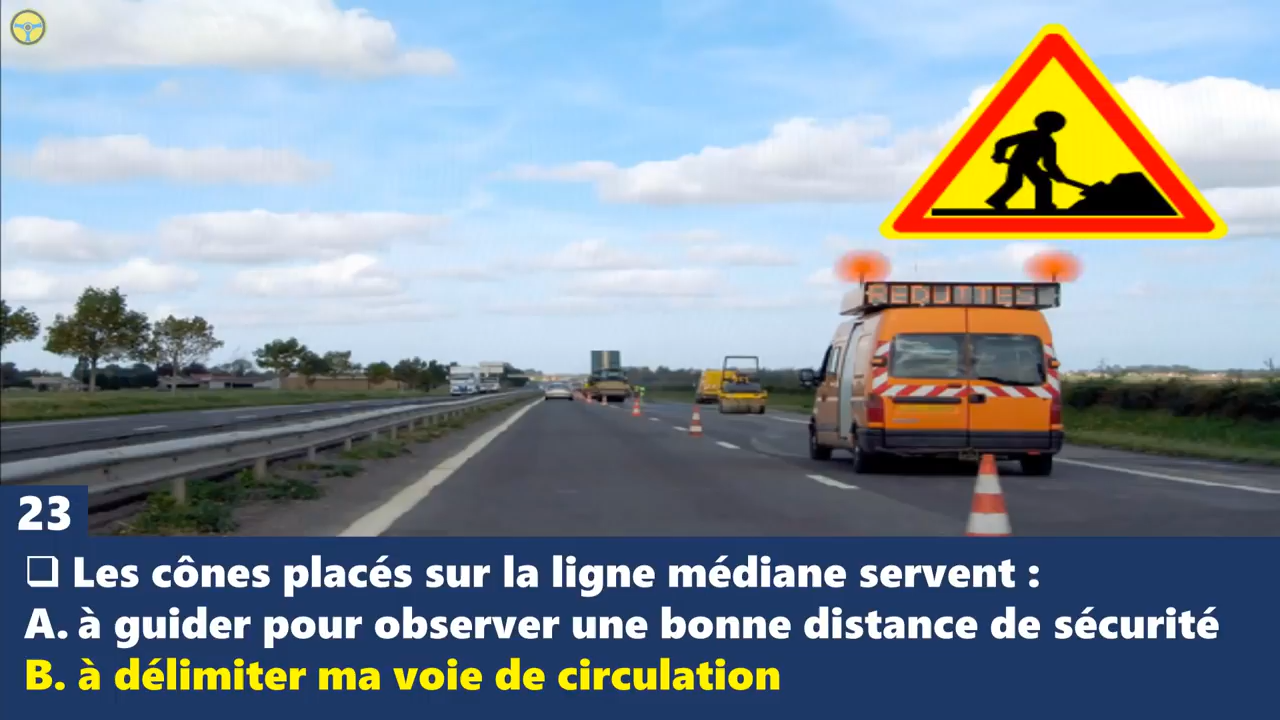 REDUITES
23
❑ Les cônes placés sur la ligne médiane servent :
A. à guider pour observer une bonne distance de sécurité
B. à délimiter ma voie de circulation